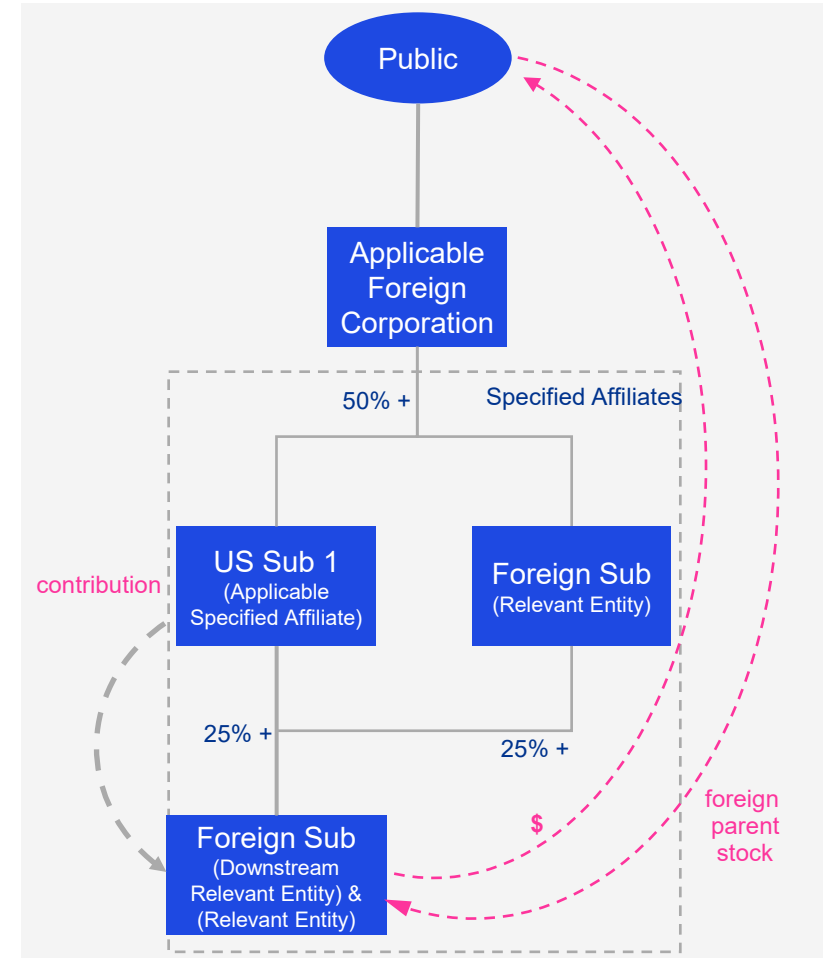 Public
Applicable
Foreign
Corporation
50% +
Specified Affiliates
US Sub 1
(Applicable
Specified Affiliate)
Foreign Sub
(Relevant Entity)
contribution
25% +
25% +
Foreign Sub
(Downstream
Relevant Entity) &
(Relevant Entity)
$
foreign
parent
stock